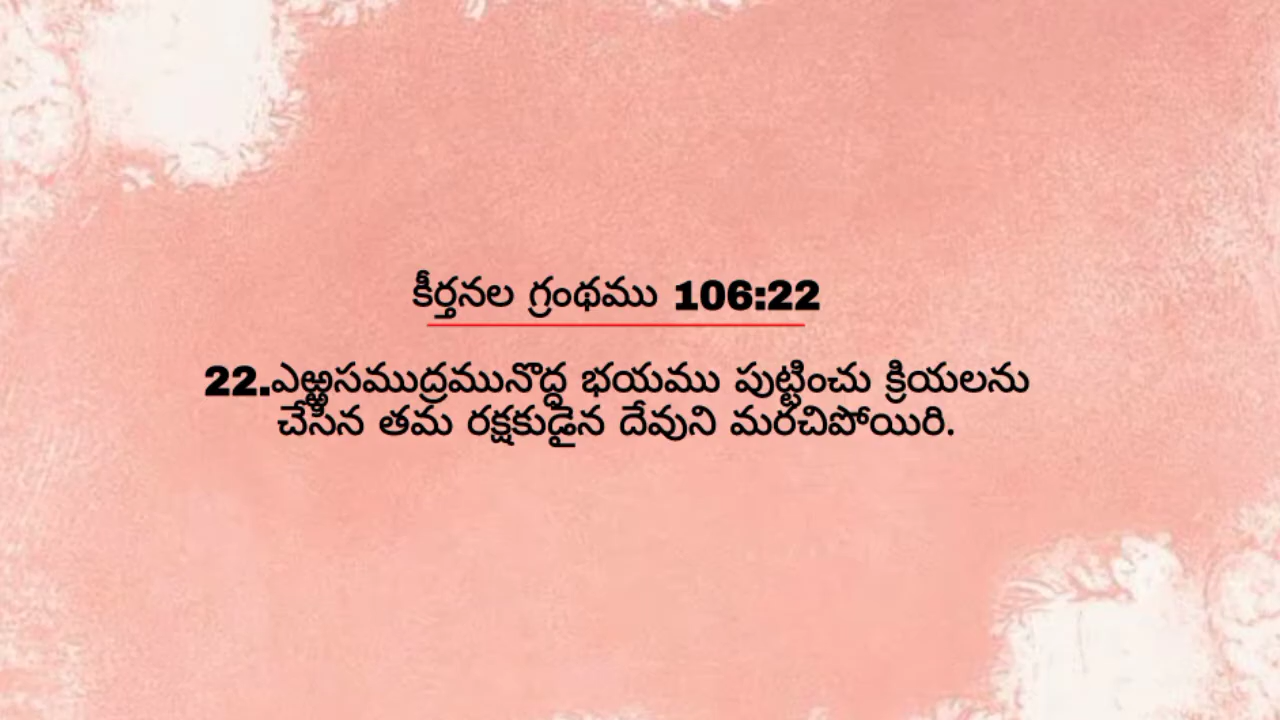 కీర్తనల గ్రంథము 106:22
22.ఎఱ్ఱసముద్రమునొద్ద భయము పుట్టించు క్రియలను
చేసిన తమ రక్షకుడైన దేవుని మరచిపోయిరి.